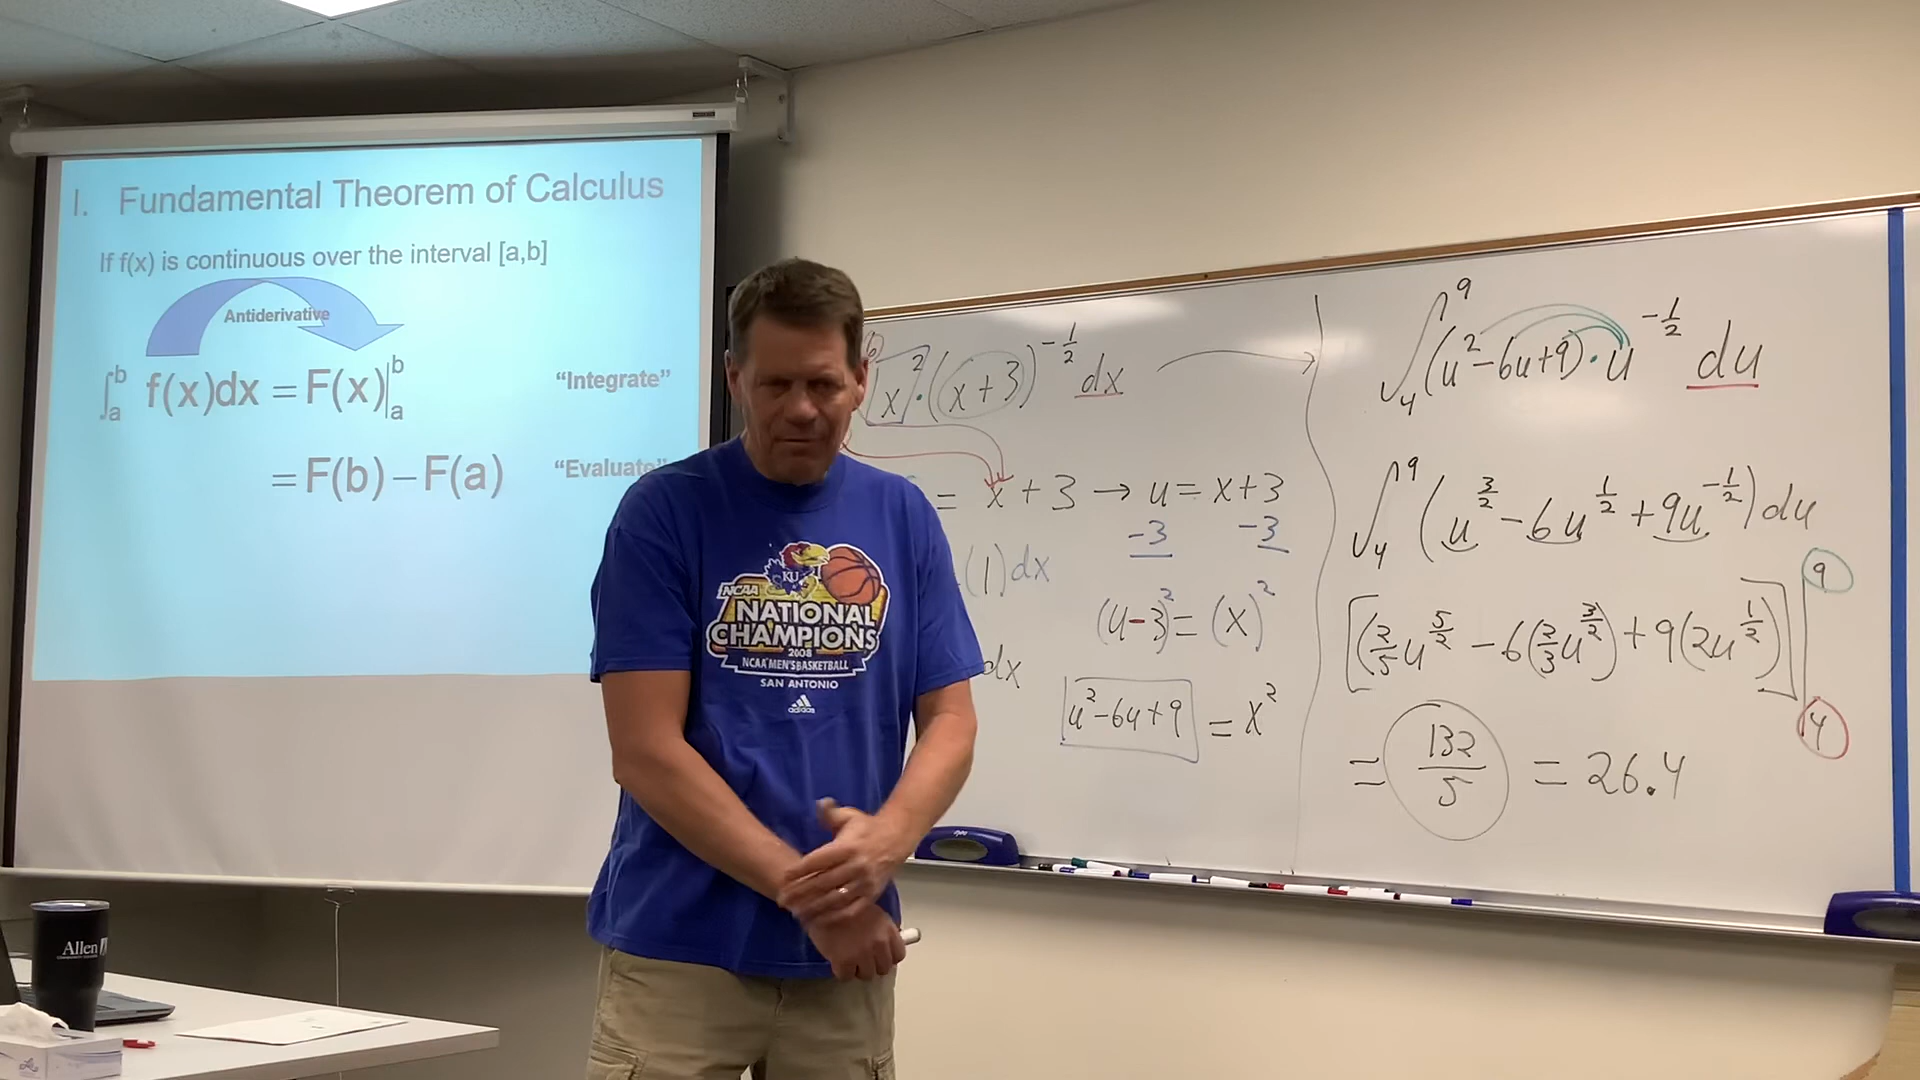 I. Fundamental Theorem of Calculus
If f(x) is continuous over the interval [a,b]
Antiderivative
∫ₐᵇ f(x)dx = F(x)|ₐᵇ "Integrate"
= F(b) – F(a) "Evaluate"
KU
NCAA
NATIONAL
CHAMPIONS
2008
NCAA MEN'S BASKETBALL
SAN ANTONIO
adidas
Allen
x²·(x+3)^(-1/2) dx
= x + 3 → u = x+3
-3 -3
(1)dx
(u-3)² = (x)²
dx
u²-6u+9 = x²
∫₄⁹ (u²-6u+9)·u^(-1/2) du
∫₄⁹ (u^(3/2) - 6u^(1/2) + 9u^(-1/2)) du
[(2/5 u^(5/2) - 6(2/3 u^(3/2)) + 9(2u^(1/2))]|₄⁹
= 132/5 = 26.4